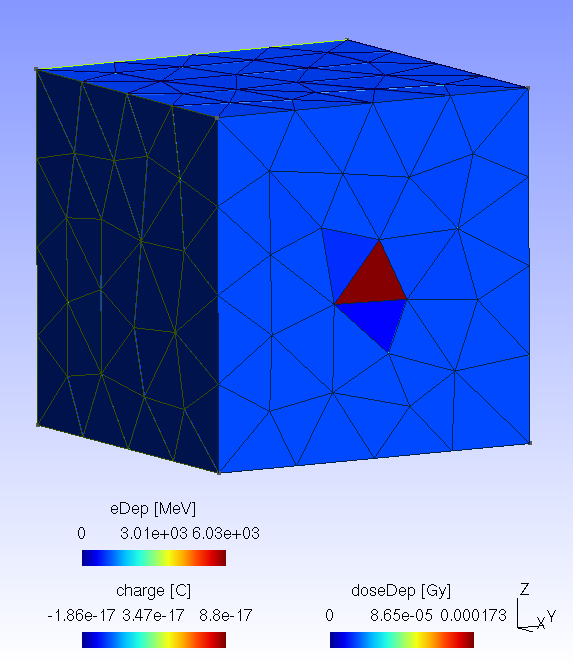 eDep [MeV]
0 3.01e+03 6.03e+03
charge [C]
-1.86e-17 3.47e-17 8.8e-17
doseDep [Gy]
0 8.65e-05 0.000173
Z
Y
X